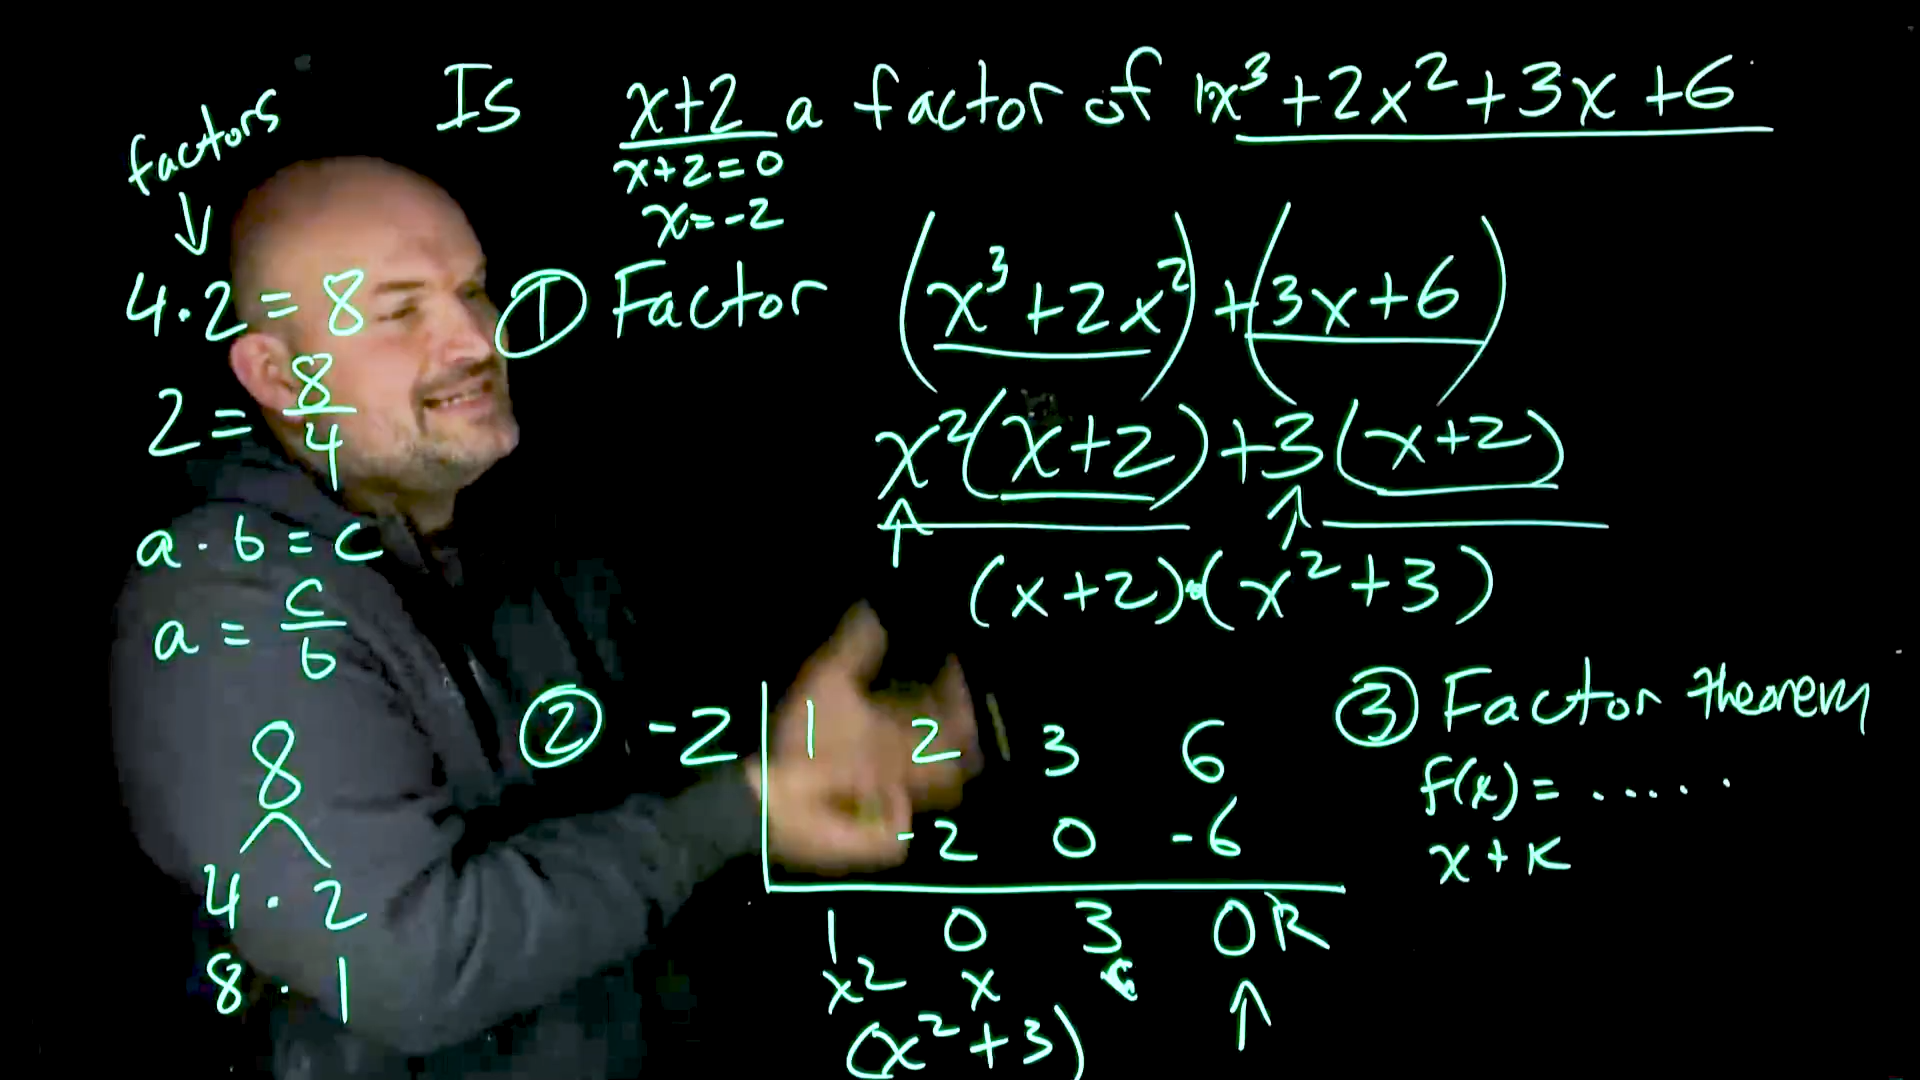 Is x+2 a factor of 1x³+2x²+3x+6
x+2=0
x=-2
factors
↓
4·2=8
2=8/4
a·b=c
a=c/b
8
4·2
8·1
① Factor (x³+2x²)+(3x+6)
x²(x+2)+3(x+2)
(x+2)·(x²+3)
② -2 | 1 2 3 6
-2 0 -6
1 0 3 0 R
x² x c
(x²+3)
③ Factor theorem
f(x)=.....
x+k